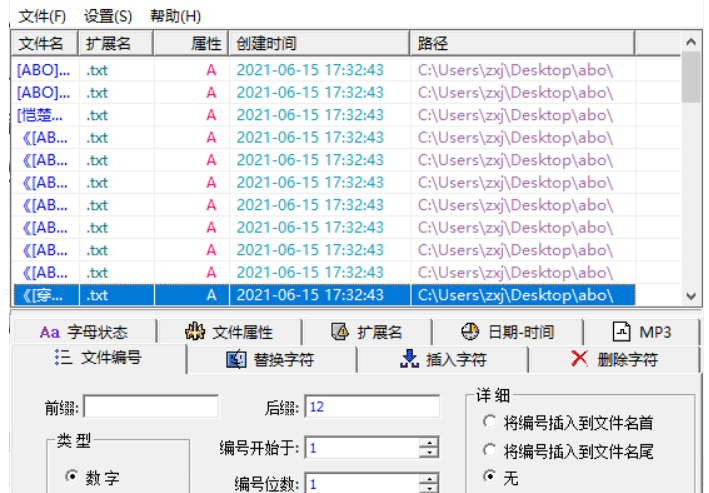 文件(F) 设置(S) 帮助(H)
文件名 扩展名 属性 创建时间 路径
[ABO]... .txt A 2021-06-15 17:32:43 C:\Users\zxj\Desktop\abo\
[ABO]... .txt A 2021-06-15 17:32:43 C:\Users\zxj\Desktop\abo\
[恺楚... .txt A 2021-06-15 17:32:43 C:\Users\zxj\Desktop\abo\
《[AB... .txt A 2021-06-15 17:32:43 C:\Users\zxj\Desktop\abo\
《[AB... .txt A 2021-06-15 17:32:43 C:\Users\zxj\Desktop\abo\
《[AB... .txt A 2021-06-15 17:32:43 C:\Users\zxj\Desktop\abo\
《[AB... .txt A 2021-06-15 17:32:43 C:\Users\zxj\Desktop\abo\
《[AB... .txt A 2021-06-15 17:32:43 C:\Users\zxj\Desktop\abo\
《[AB... .txt A 2021-06-15 17:32:43 C:\Users\zxj\Desktop\abo\
《[AB... .txt A 2021-06-15 17:32:43 C:\Users\zxj\Desktop\abo\
《[穿... .txt A 2021-06-15 17:32:43 C:\Users\zxj\Desktop\abo\
Aa 字母状态 文件属性 扩展名 日期-时间 MP3
文件编号 替换字符 插入字符 删除字符
前缀: 后缀: 12 详细
将编号插入到文件名首
类型 编号开始于: 1 将编号插入到文件名尾
数字 编号位数: 1 无